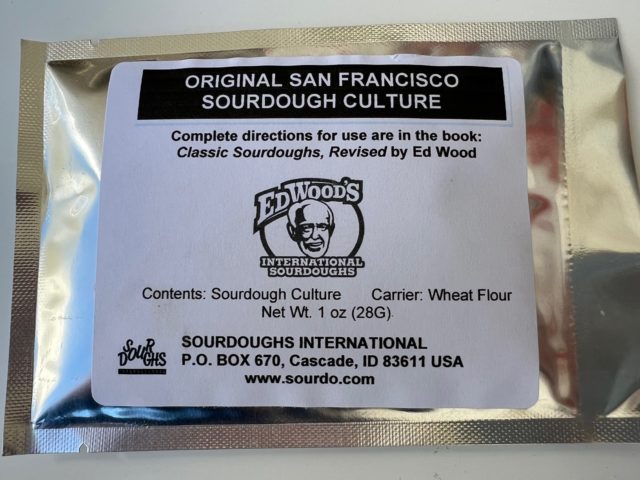 ORIGINAL SAN FRANCISCO
SOURDOUGH CULTURE
Complete directions for use are in the book:
Classic Sourdoughs, Revised by Ed Wood
ED WOOD'S
INTERNATIONAL
SOURDOUGHS
Contents: Sourdough Culture Carrier: Wheat Flour
Net Wt. 1 oz (28G)
SOURDOUGHS
SOURDOUGHS INTERNATIONAL
P.O. BOX 670, Cascade, ID 83611 USA
www.sourdo.com